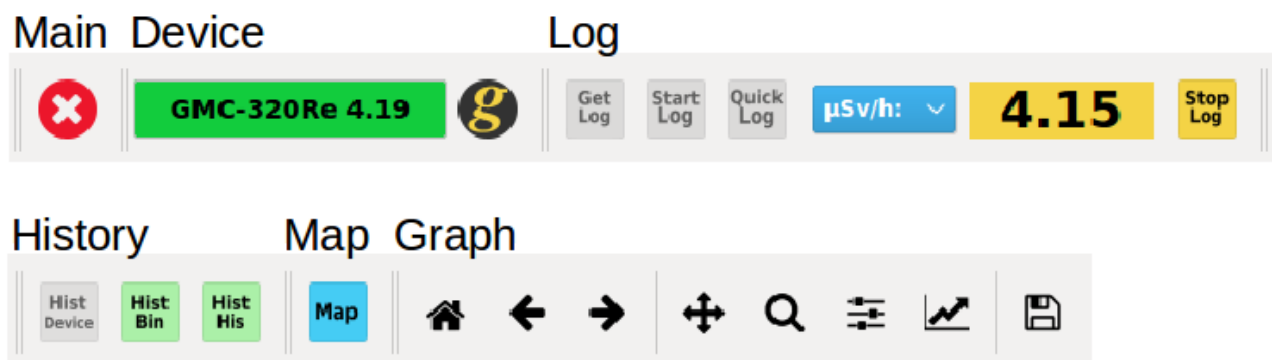 Main Device Log
GMC-320Re 4.19 g Get Log Start Log Quick Log µSv/h: 4.15 Stop Log
History Map Graph
Hist Device Hist Bin Hist His Map